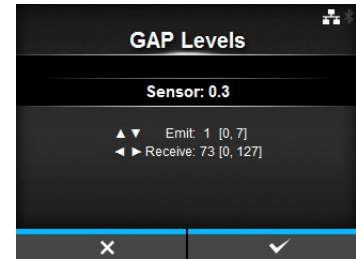 GAP Levels
Sensor: 0.3
▲ ▼ Emit: 1 [0, 7]
◄ ► Receive: 73 [0, 127]